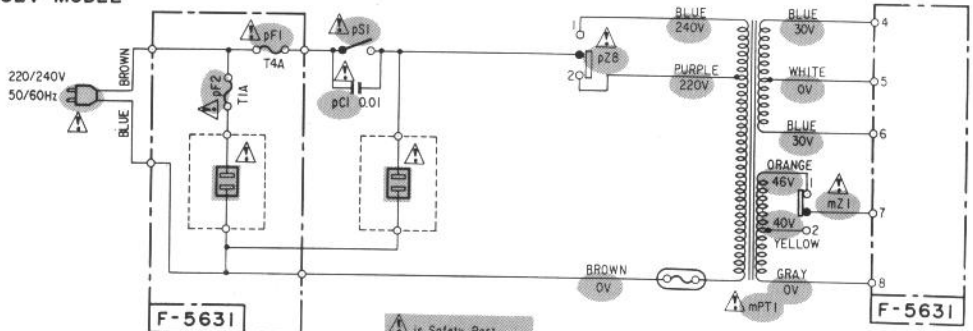 220/240V
50/60Hz
BROWN
BLUE
pF1
T4A
pF2
T1A
pS1
pC1 0.01
1
pZ8
2
BLUE
240V
PURPLE
220V
BROWN
0V
BLUE
30V
WHITE
0V
BLUE
30V
ORANGE
46V
1
mZ1
40V
2
YELLOW
GRAY
0V
mPT1
4
5
6
7
8
F-5631
is Safety Part
F-5631